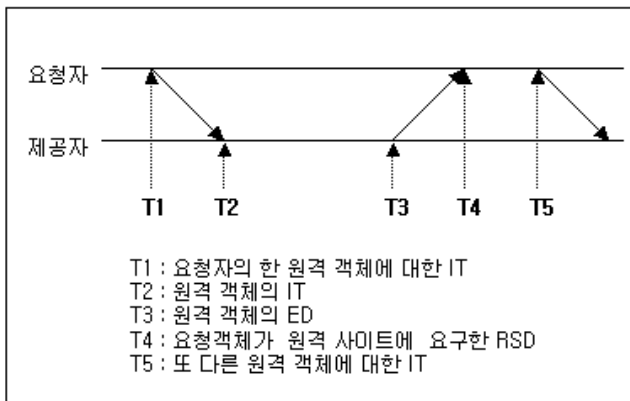 요청자
제공자
T1 T2 T3 T4 T5
T1 : 요청자의 한 원격 객체에 대한 IT
T2 : 원격 객체의 IT
T3 : 원격 객체의 ED
T4 : 요청객체가 원격 사이트에 요구한 RSD
T5 : 또 다른 원격 객체에 대한 IT